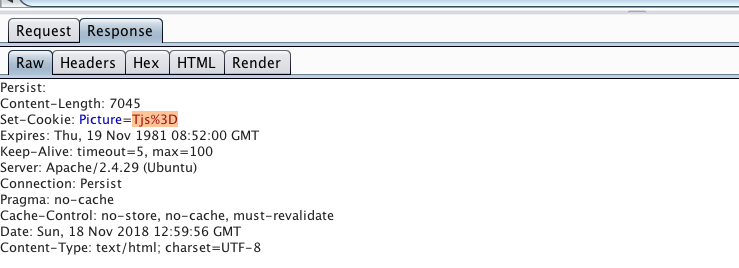 Request Response
Raw Headers Hex HTML Render
Persist:
Content-Length: 7045
Set-Cookie: Picture=Tjs%3D
Expires: Thu, 19 Nov 1981 08:52:00 GMT
Keep-Alive: timeout=5, max=100
Server: Apache/2.4.29 (Ubuntu)
Connection: Persist
Pragma: no-cache
Cache-Control: no-store, no-cache, must-revalidate
Date: Sun, 18 Nov 2018 12:59:56 GMT
Content-Type: text/html; charset=UTF-8